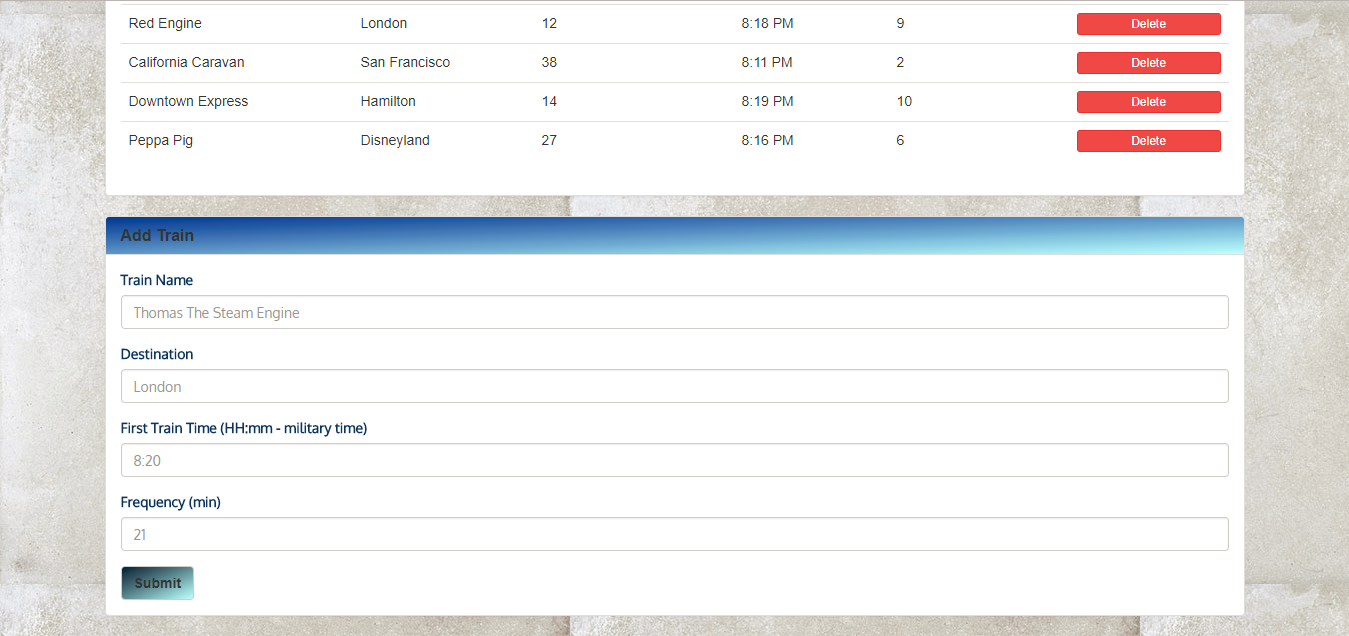 Red Engine London 12 8:18 PM 9 Delete
California Caravan San Francisco 38 8:11 PM 2 Delete
Downtown Express Hamilton 14 8:19 PM 10 Delete
Peppa Pig Disneyland 27 8:16 PM 6 Delete
Add Train
Train Name
Thomas The Steam Engine
Destination
London
First Train Time (HH:mm - military time)
8:20
Frequency (min)
21
Submit